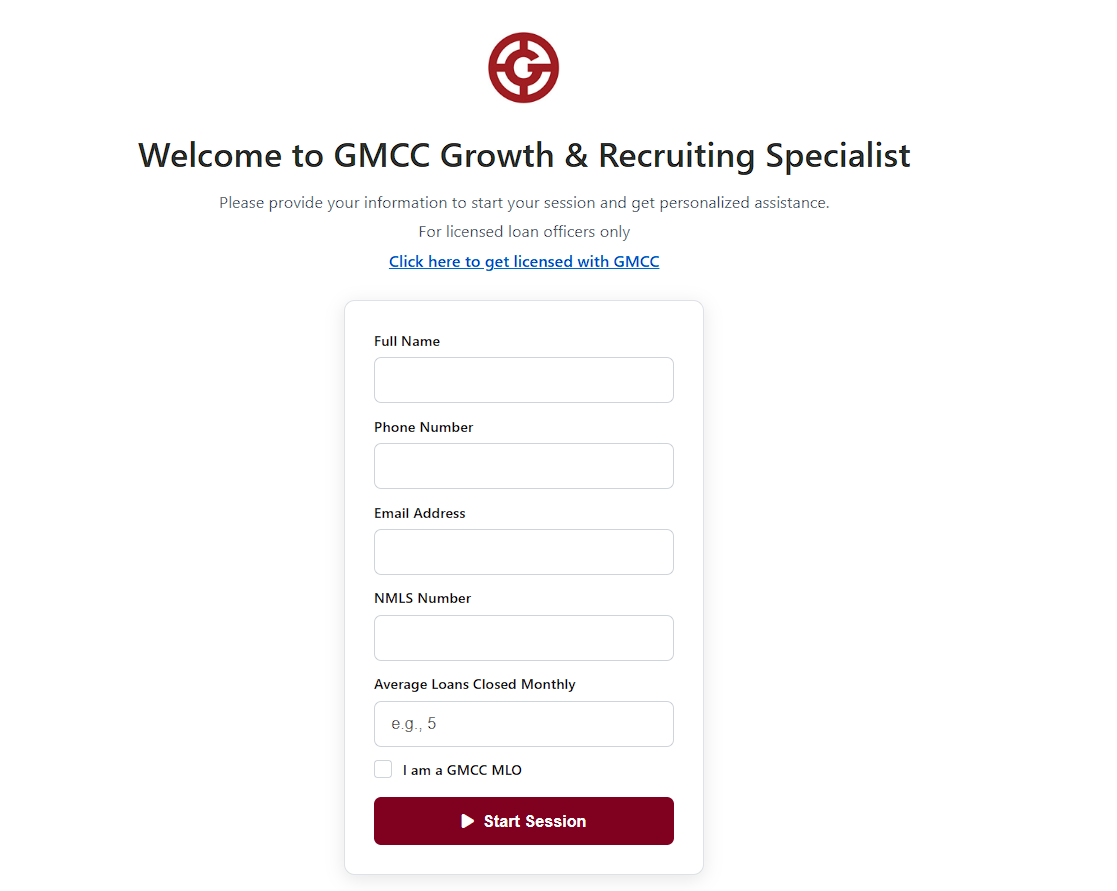 Welcome to GMCC Growth & Recruiting Specialist
Please provide your information to start your session and get personalized assistance.
For licensed loan officers only
Click here to get licensed with GMCC
Full Name
Phone Number
Email Address
NMLS Number
Average Loans Closed Monthly
e.g., 5
I am a GMCC MLO
Start Session